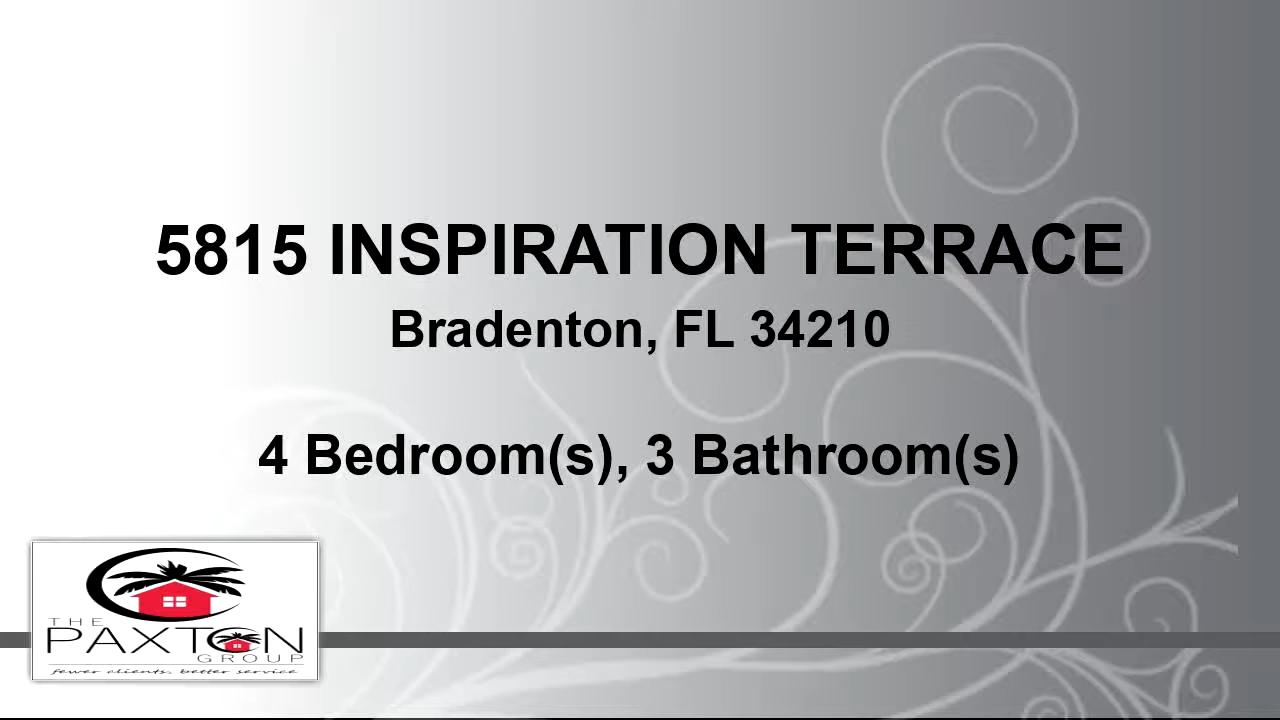 5815 INSPIRATION TERRACE
Bradenton, FL 34210
4 Bedroom(s), 3 Bathroom(s)
THE
PAXTON
GROUP
fewer clients, better service